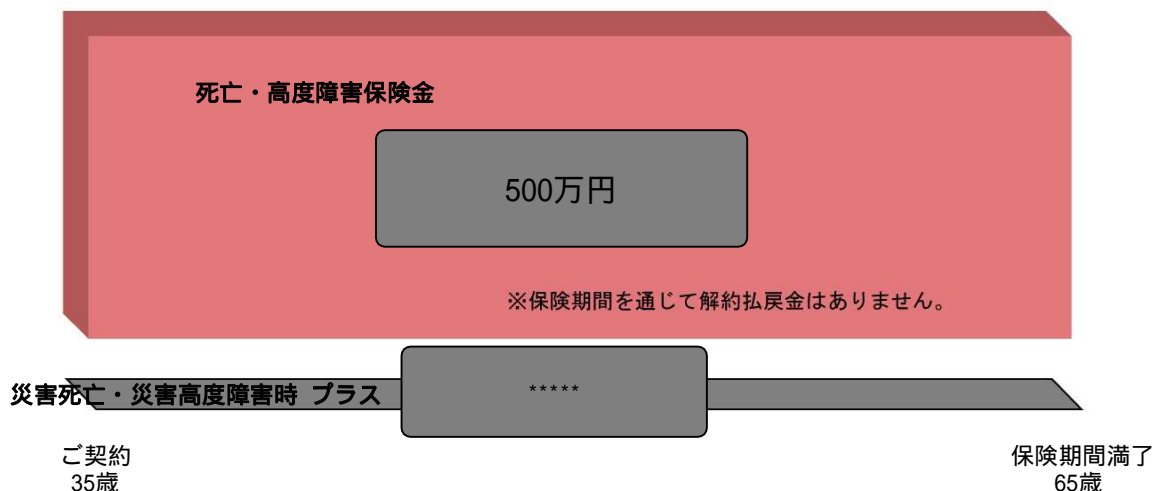 死亡・高度障害保険金
500万円
※保険期間を通じて解約払戻金はありません。
災害死亡・災害高度障害時 プラス
*****
ご契約
35歳
保険期間満了
65歳